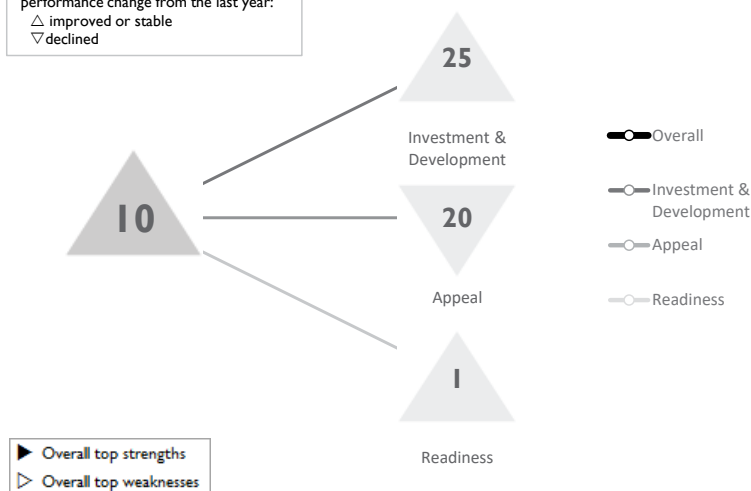 performance change from the last year:
△ improved or stable
▽ declined
25
Investment &
Development
10
20
Appeal
1
Readiness
Overall
Investment &
Development
Appeal
Readiness
▶ Overall top strengths
▷ Overall top weaknesses